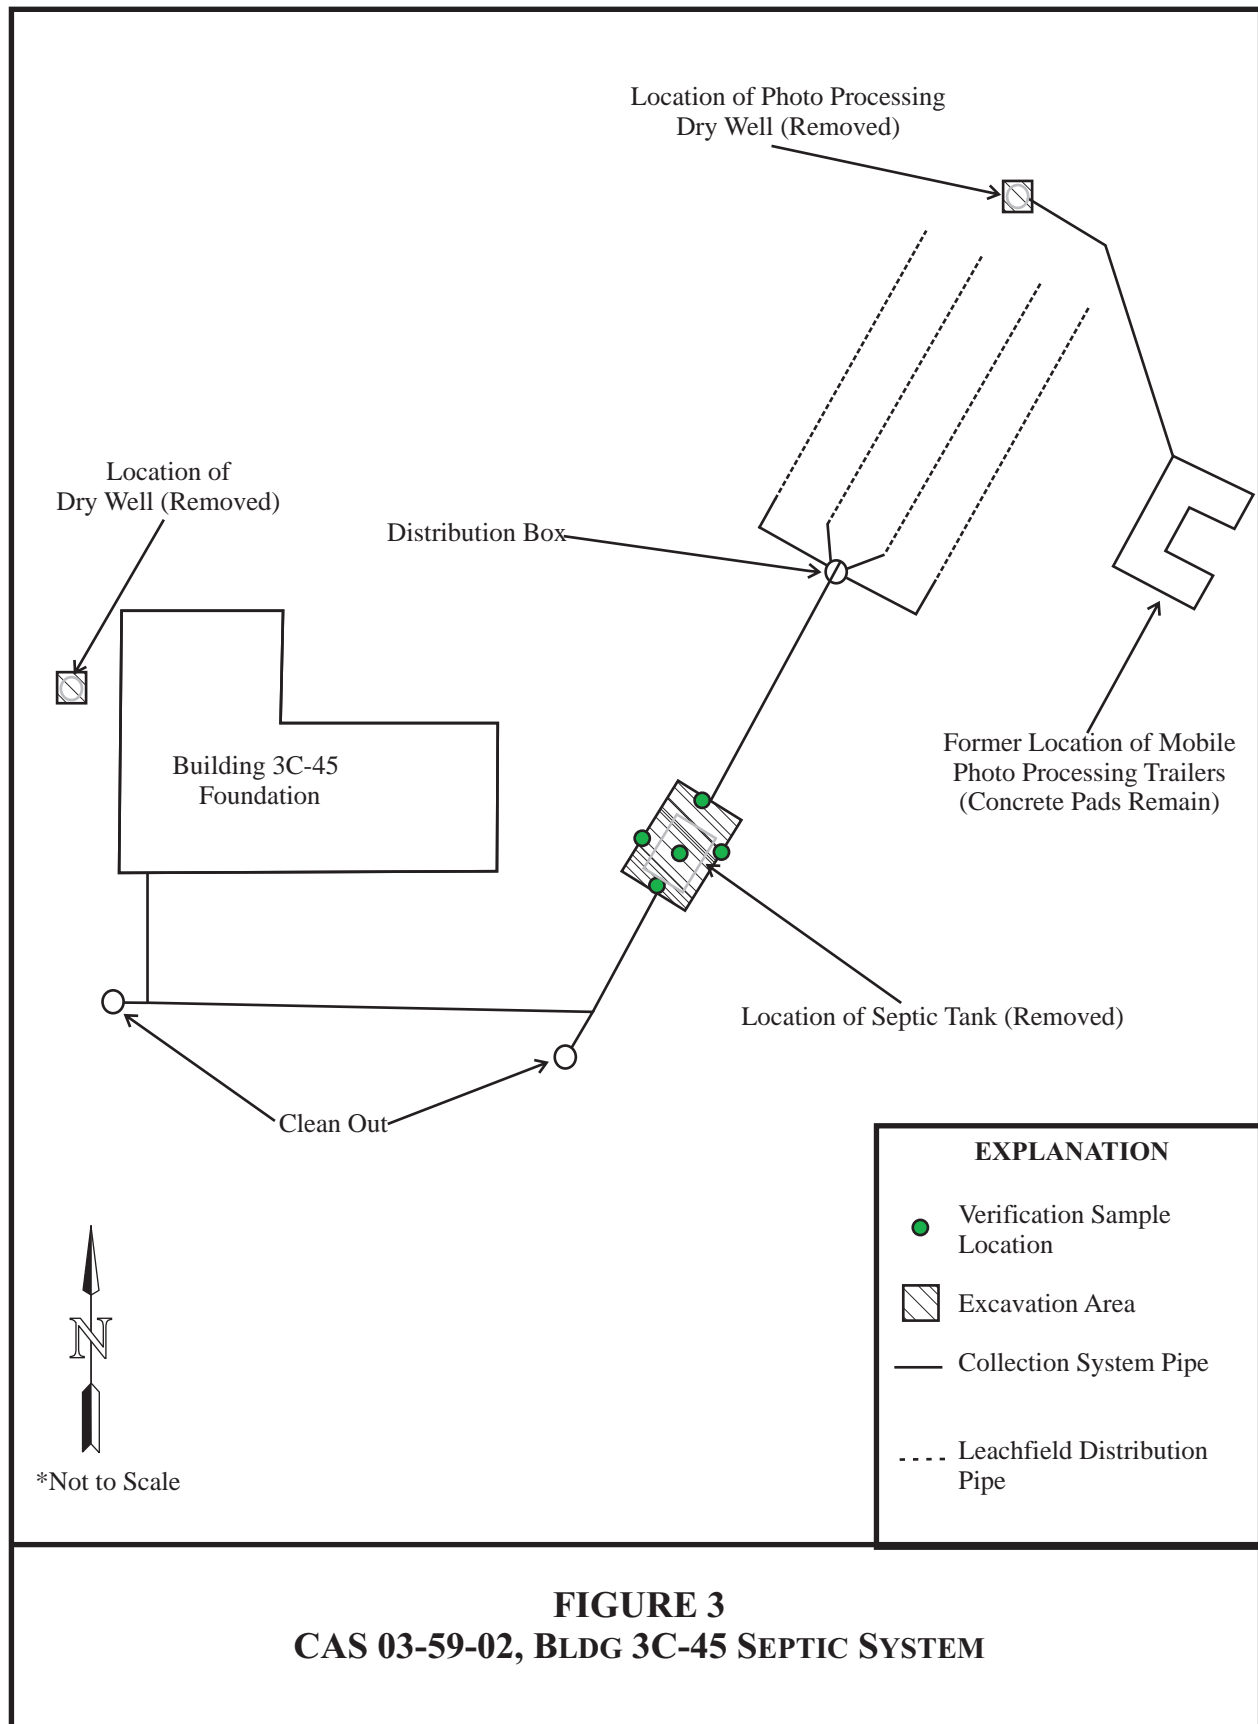 Location of Photo Processing
Dry Well (Removed)
Location of
Dry Well (Removed)
Distribution Box
Building 3C-45
Foundation
Former Location of Mobile
Photo Processing Trailers
(Concrete Pads Remain)
Location of Septic Tank (Removed)
Clean Out
EXPLANATION
Verification Sample
Location
Excavation Area
Collection System Pipe
Leachfield Distribution
Pipe
N
*Not to Scale
FIGURE 3
CAS 03-59-02, BLDG 3C-45 SEPTIC SYSTEM